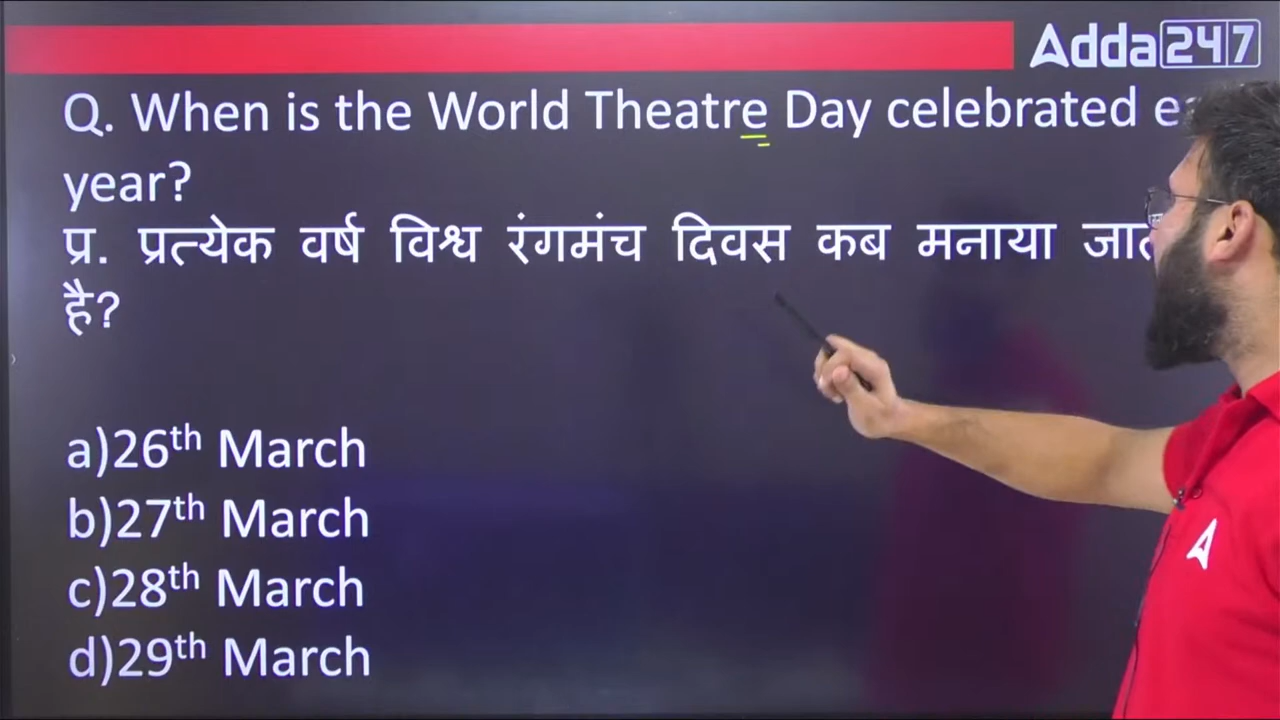 Adda247
Q. When is the World Theatre Day celebrated
year?
प्र. प्रत्येक वर्ष विश्व रंगमंच दिवस कब मनाया
है?
a)26th March
b)27th March
c)28th March
d)29th March